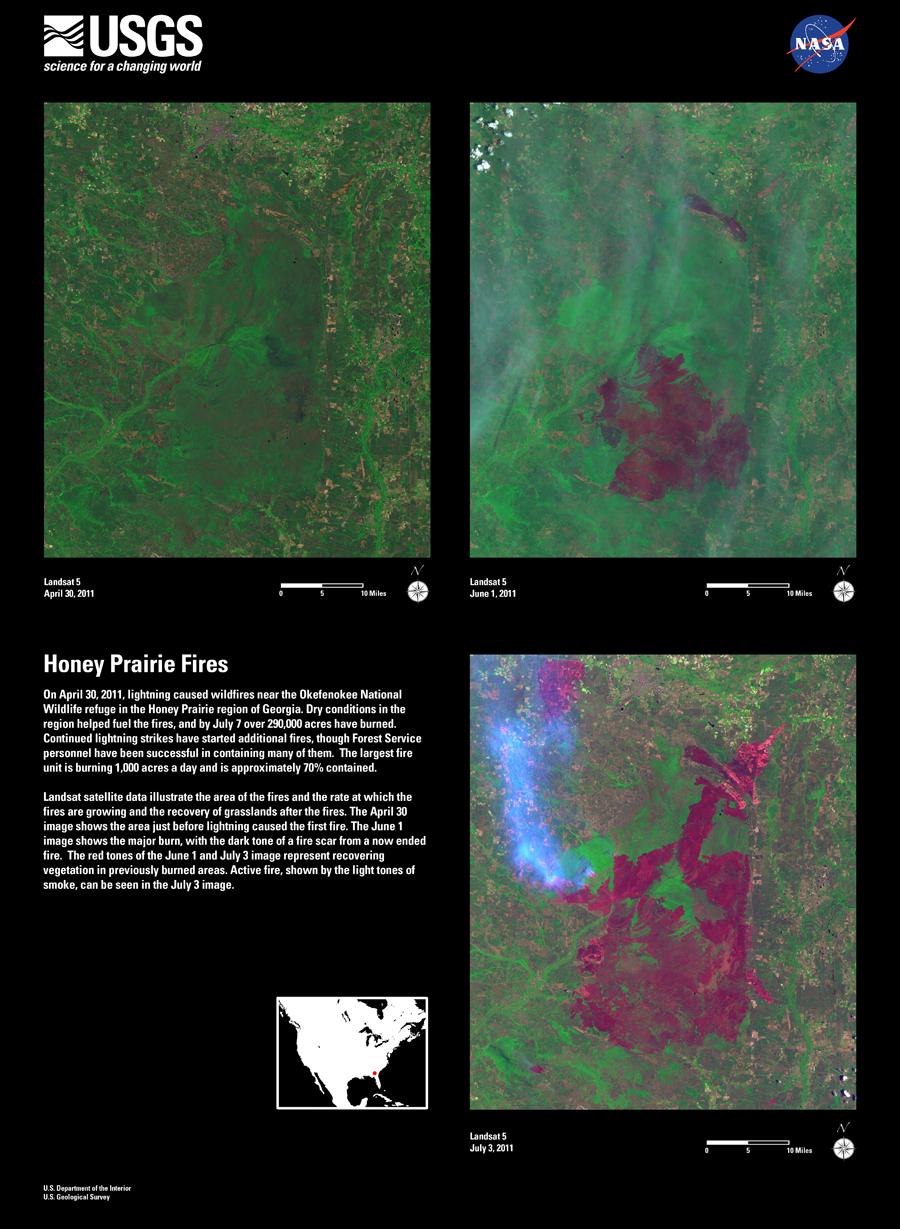 USGS
science for a changing world
NASA
Landsat 5
April 30, 2011
0 5 10 Miles
N
Landsat 5
June 1, 2011
0 5 10 Miles
N
Honey Prairie Fires
On April 30, 2011, lightning caused wildfires near the Okefenokee National
Wildlife refuge in the Honey Prairie region of Georgia. Dry conditions in the
region helped fuel the fires, and by July 7 over 290,000 acres have burned.
Continued lightning strikes have started additional fires, though Forest Service
personnel have been successful in containing many of them. The largest fire
unit is burning 1,000 acres a day and is approximately 70% contained.
Landsat satellite data illustrate the area of the fires and the rate at which the
fires are growing and the recovery of grasslands after the fires. The April 30
image shows the area just before lightning caused the first fire. The June 1
image shows the major burn, with the dark tone of a fire scar from a now ended
fire. The red tones of the June 1 and July 3 image represent recovering
vegetation in previously burned areas. Active fire, shown by the light tones of
smoke, can be seen in the July 3 image.
Landsat 5
July 3, 2011
0 5 10 Miles
N
U.S. Department of the Interior
U.S. Geological Survey